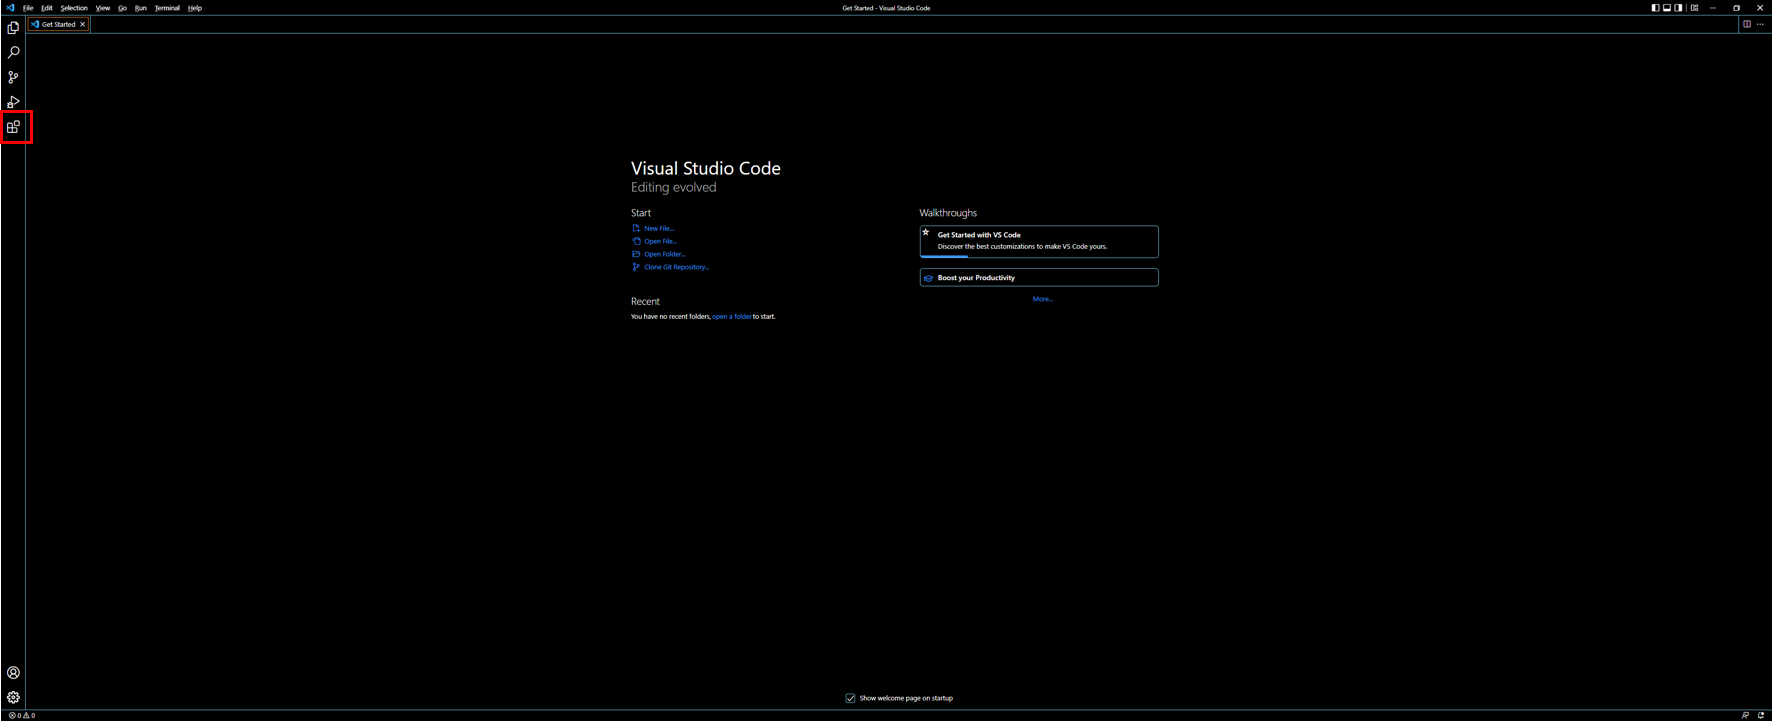 File Edit Selection View Go Run Terminal Help
Get Started - Visual Studio Code
Get Started
Visual Studio Code
Editing evolved
Start
New File...
Open File...
Open Folder...
Clone Git Repository...
Recent
You have no recent folders, open a folder to start.
Walkthroughs
Get Started with VS Code
Discover the best customizations to make VS Code yours.
Boost your Productivity
More...
Show welcome page on startup
0 0